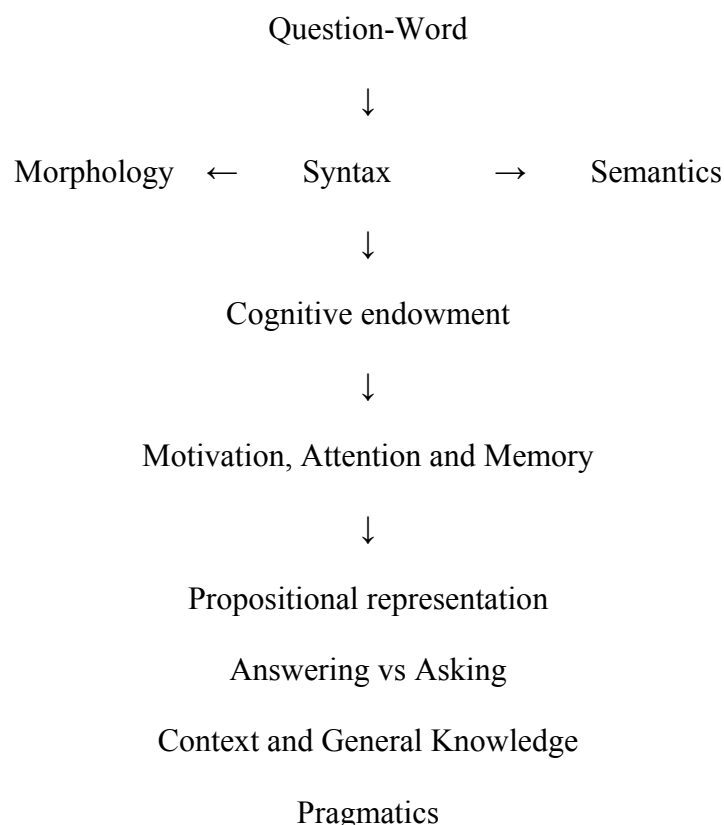 Question-Word
↓
Morphology ← Syntax → Semantics
↓
Cognitive endowment
↓
Motivation, Attention and Memory
↓
Propositional representation
Answering vs Asking
Context and General Knowledge
Pragmatics